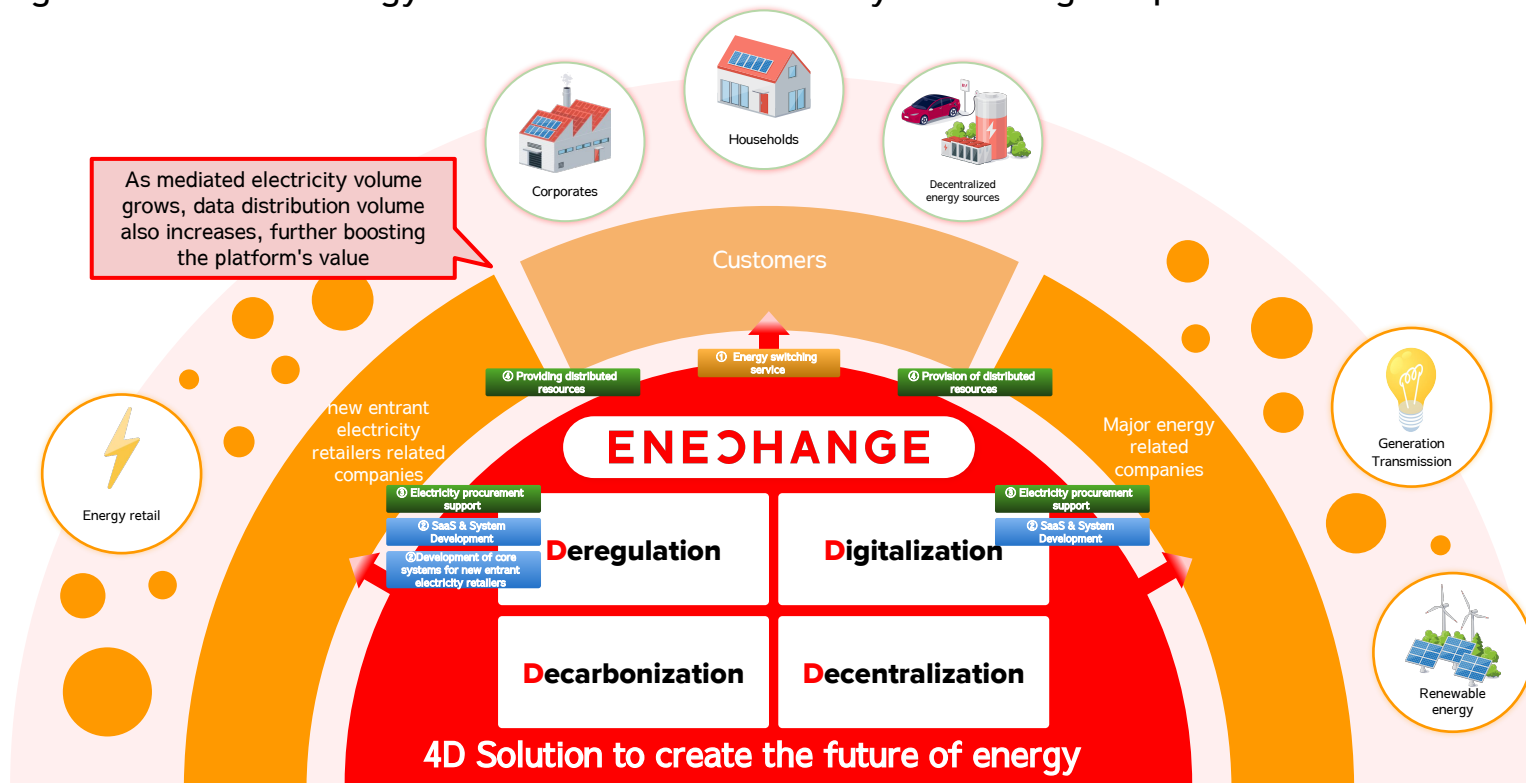 Households
Corporates
Decentralized
energy sources
As mediated electricity volume
grows, data distribution volume
also increases, further boosting
the platform's value
Customers
① Energy switching
service
④ Providing distributed
resources
④ Provision of distributed
resources
new entrant
electricity
retailers related
companies
Major energy
related
companies
Generation
Transmission
Energy retail
ENECHANGE
③ Electricity procurement
support
② SaaS & System
Development
②Development of core
systems for new entrant
electricity retailers
③ Electricity procurement
support
② SaaS & System
Development
Deregulation
Digitalization
Decarbonization
Decentralization
Renewable
energy
4D Solution to create the future of energy